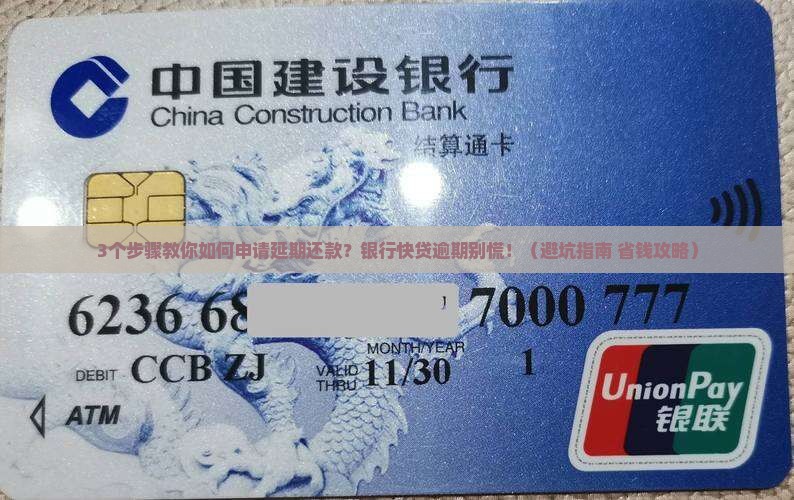 中国建设银行
China Construction Bank
结算通卡
3个步骤教你如何申请延期还款？银行快贷逾期别慌！（避坑指南 省钱攻略）
6236 68 7000 777
MONTH/YEAR
DEBIT CCB ZJ VALID THRU 11/30 1
ATM
UnionPay
银联